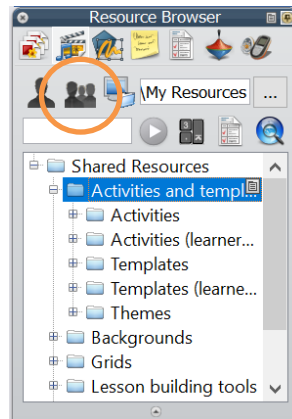 Resource Browser
\My Resources ...
Shared Resources
Activities and templ...
Activities
Activities (learner...
Templates
Templates (learne...
Themes
Backgrounds
Grids
Lesson building tools